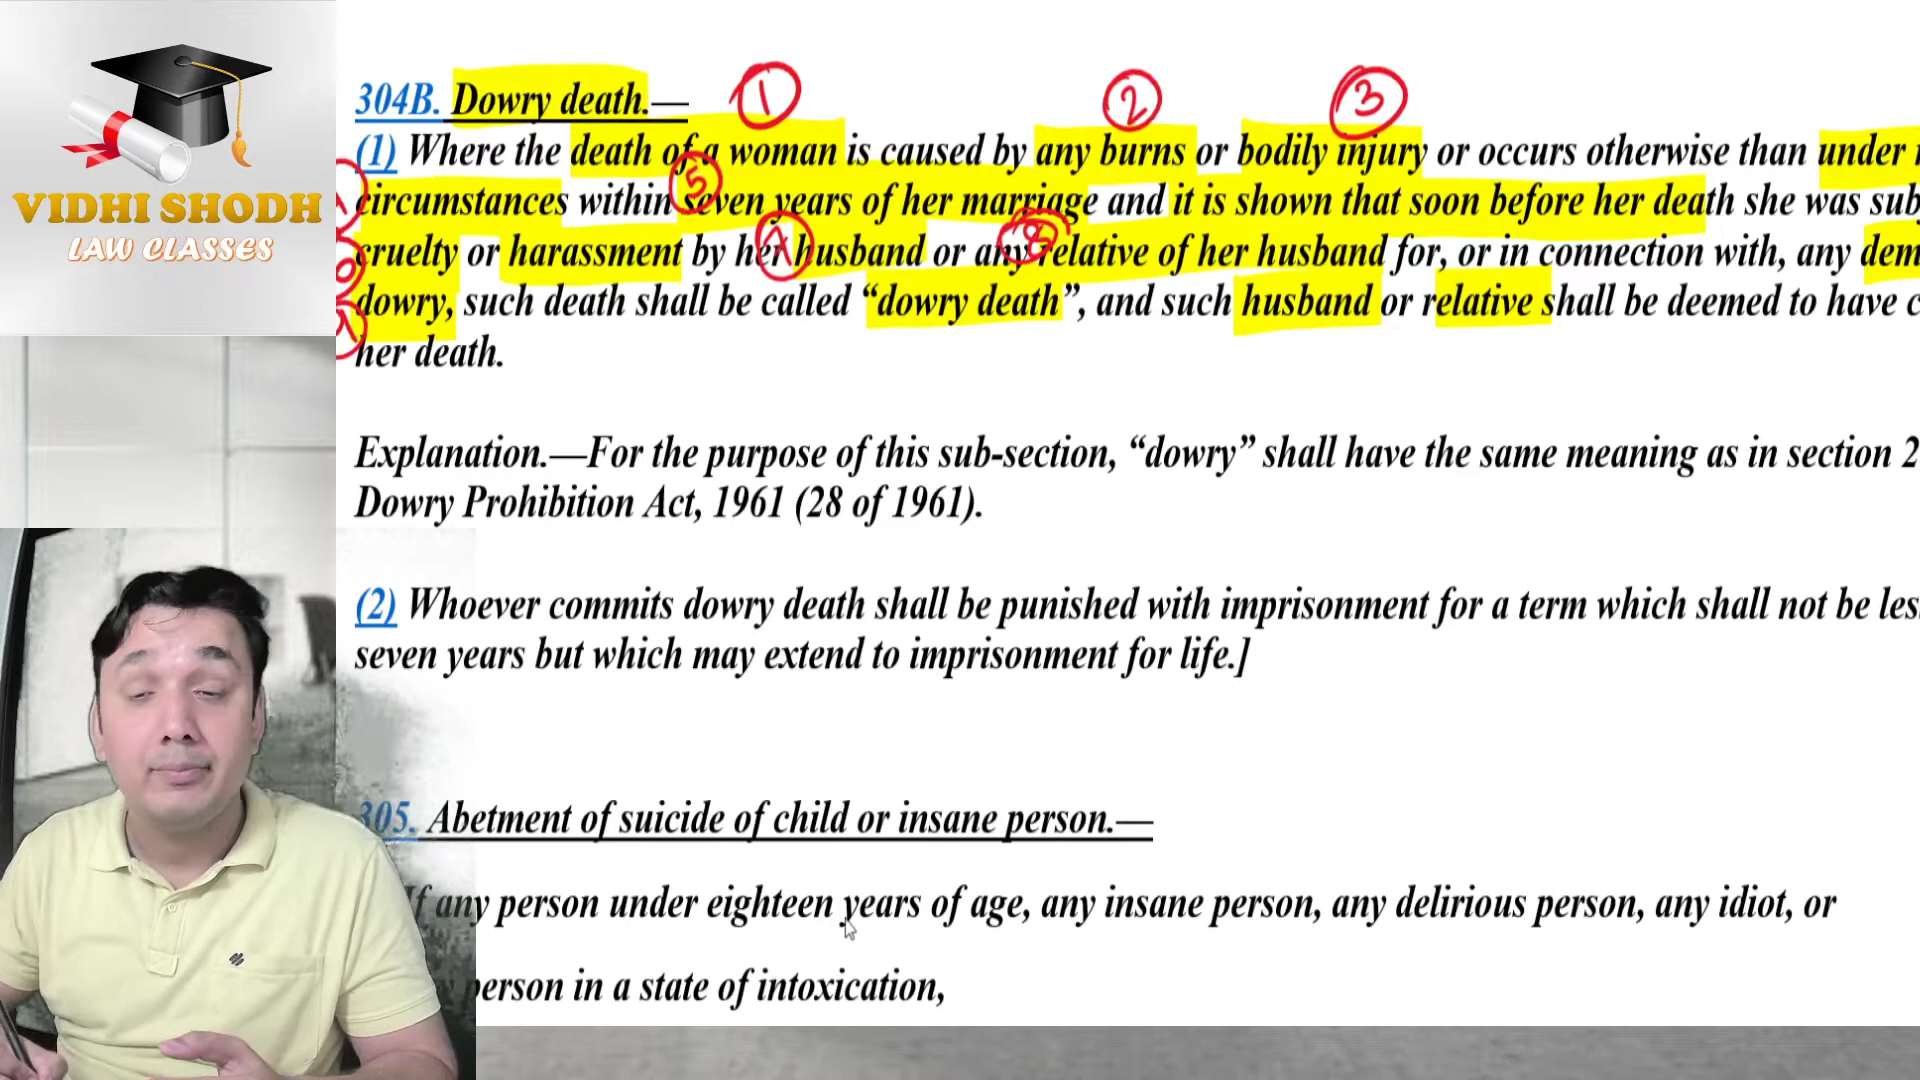 VIDHI SHODH
LAW CLASSES
1 2 3
304B. Dowry death.—
(1) Where the death of a woman is caused by any burns or bodily injury or occurs otherwise than under
5
circumstances within seven years of her marriage and it is shown that soon before her death she was sub
A B
cruelty or harassment by her husband or any relative of her husband for, or in connection with, any dem
dowry, such death shall be called “dowry death”, and such husband or relative shall be deemed to have c
her death.
Explanation.—For the purpose of this sub-section, “dowry” shall have the same meaning as in section 2
Dowry Prohibition Act, 1961 (28 of 1961).
(2) Whoever commits dowry death shall be punished with imprisonment for a term which shall not be les
seven years but which may extend to imprisonment for life.]
305. Abetment of suicide of child or insane person.—
If any person under eighteen years of age, any insane person, any delirious person, any idiot, or
person in a state of intoxication,